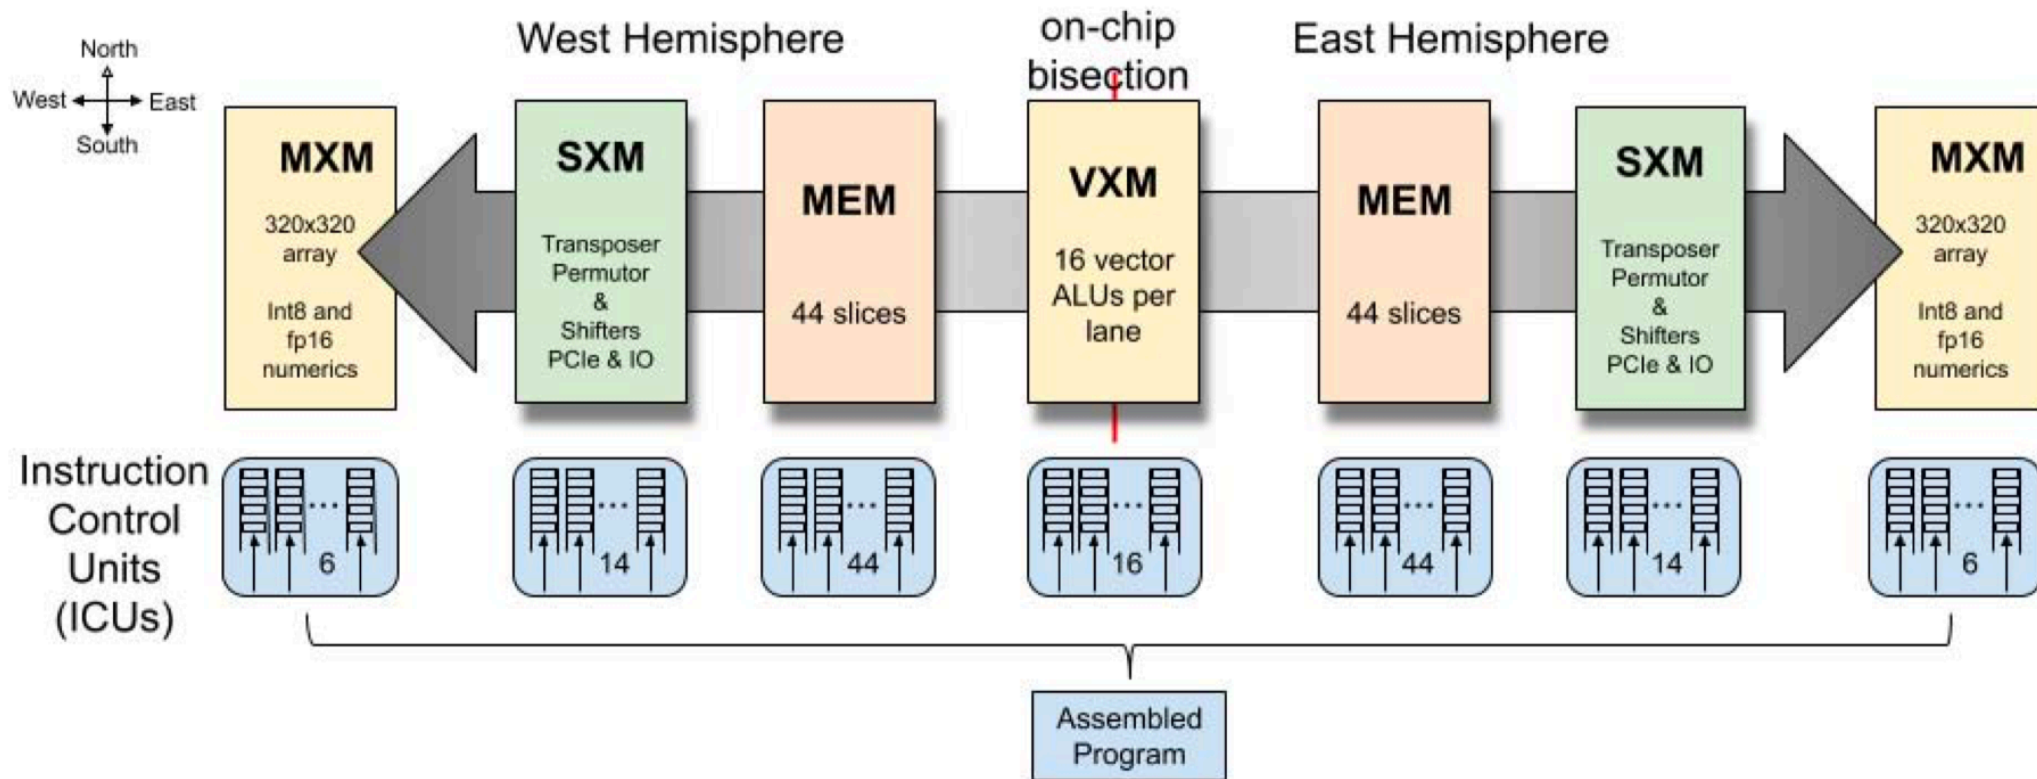 North
West
East
South
West Hemisphere
on-chip
bisection
East Hemisphere
MXM
320x320
array
Int8 and
fp16
numerics
SXM
Transposer
Permutor
&
Shifters
PCIe & IO
MEM
44 slices
VXM
16 vector
ALUs per
lane
MEM
44 slices
SXM
Transposer
Permutor
&
Shifters
PCIe & IO
MXM
320x320
array
Int8 and
fp16
numerics
Instruction
Control
Units
(ICUs)
... 6
... 14
... 44
... 16
... 44
... 14
... 6
Assembled
Program